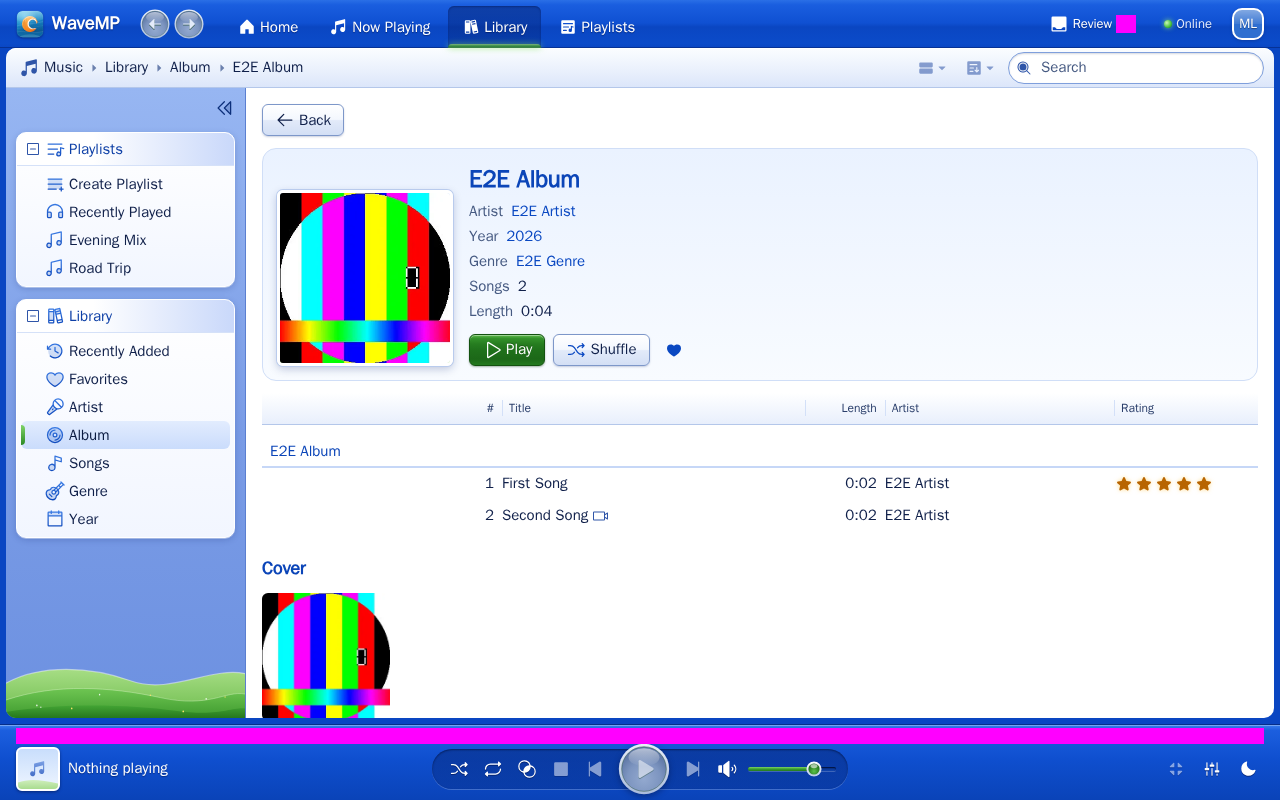 WaveMP
Home
Now Playing
Library
Playlists
Review
Online
ML
Music
Library
Album
E2E Album
Search
Playlists
Create Playlist
Recently Played
Evening Mix
Road Trip
Library
Recently Added
Favorites
Artist
Album
Songs
Genre
Year
Back
E2E Album
Artist E2E Artist
Year 2026
Genre E2E Genre
Songs 2
Length 0:04
Play
Shuffle
# Title Length Artist Rating
E2E Album
1 First Song 0:02 E2E Artist
2 Second Song 0:02 E2E Artist
Cover
Nothing playing